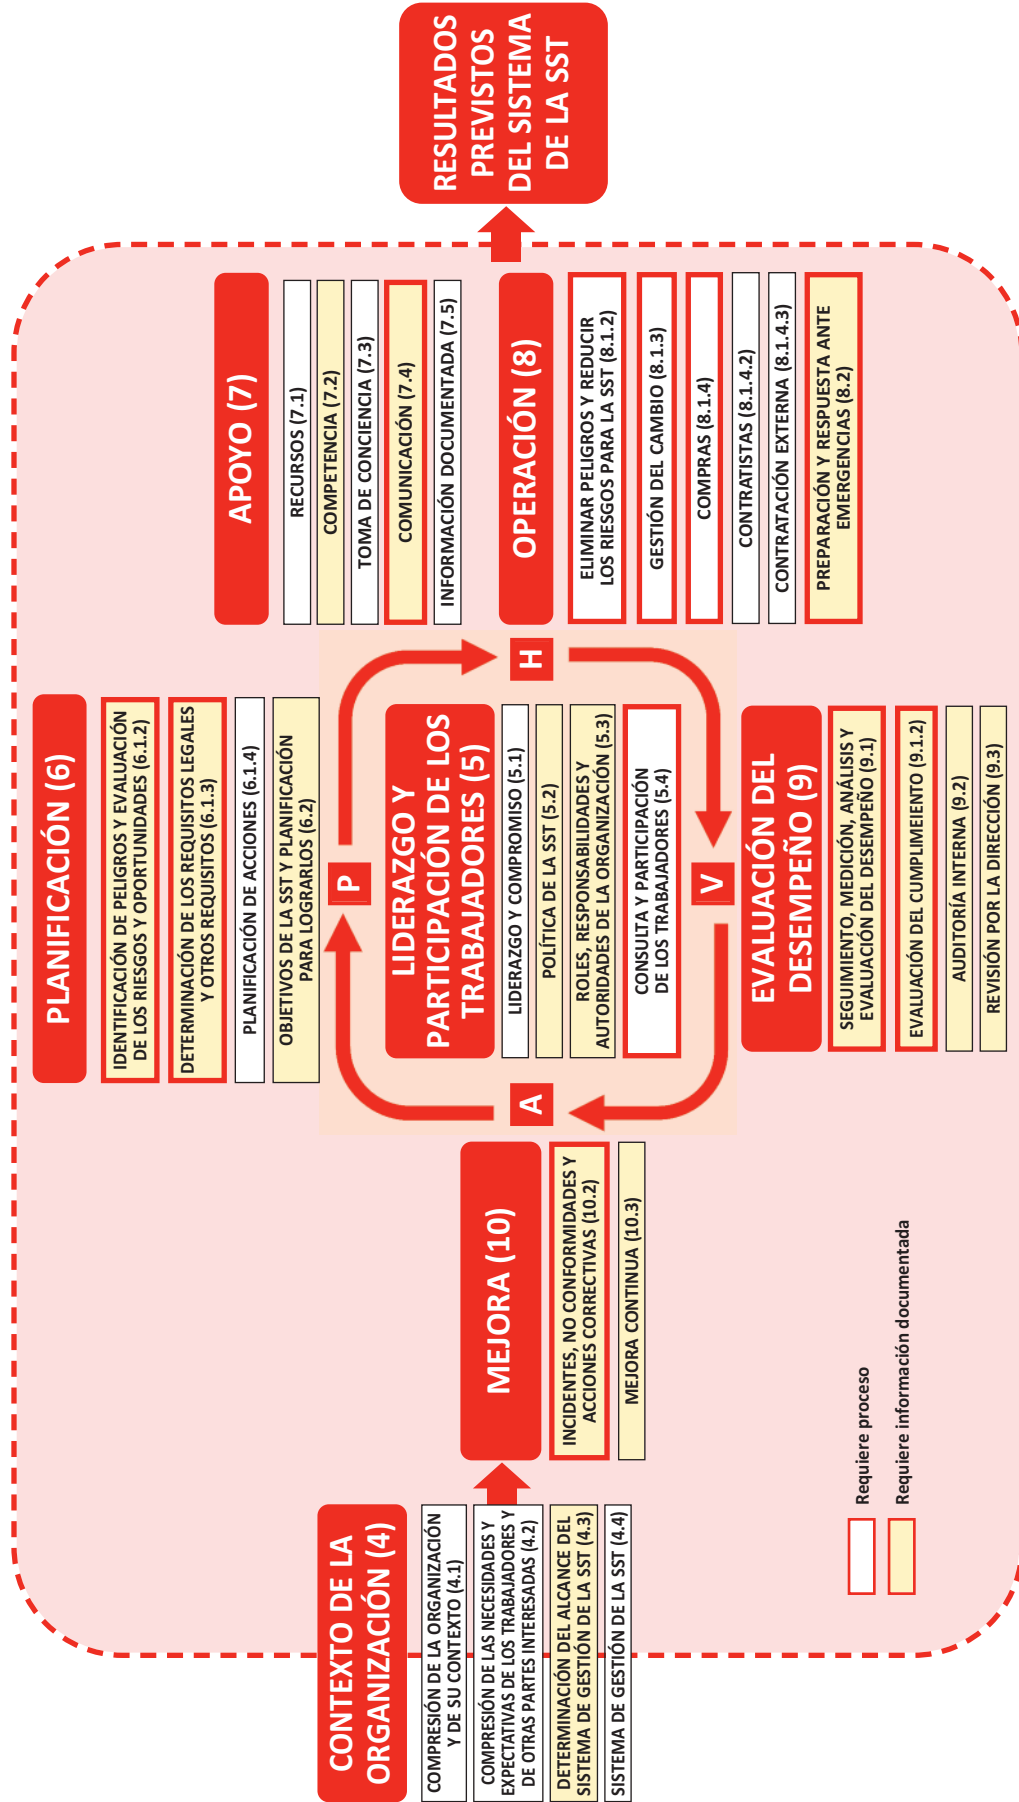 CONTEXTO DE LA
ORGANIZACIÓN (4)
COMPRESIÓN DE LA ORGANIZACIÓN
Y DE SU CONTEXTO (4.1)
COMPRESIÓN DE LAS NECESIDADES Y
EXPECTATIVAS DE LOS TRABAJADORES Y
DE OTRAS PARTES INTERESADAS (4.2)
DETERMINACIÓN DEL ALCANCE DEL
SISTEMA DE GESTIÓN DE LA SST (4.3)
SISTEMA DE GESTIÓN DE LA SST (4.4)
MEJORA (10)
INCIDENTES, NO CONFORMIDADES Y
ACCIONES CORRECTIVAS (10.2)
MEJORA CONTINUA (10.3)
PLANIFICACIÓN (6)
IDENTIFICACIÓN DE PELIGROS Y EVALUACIÓN
DE LOS RIESGOS Y OPORTUNIDADES (6.1.2)
DETERMINACIÓN DE LOS REQUISITOS LEGALES
Y OTROS REQUISITOS (6.1.3)
PLANIFICACIÓN DE ACCIONES (6.1.4)
OBJETIVOS DE LA SST Y PLANIFICACIÓN
PARA LOGRARLOS (6.2)
P
A
H
V
LIDERAZGO Y
PARTICIPACIÓN DE LOS
TRABAJADORES (5)
LIDERAZGO Y COMPROMISO (5.1)
POLÍTICA DE LA SST (5.2)
ROLES, RESPONSABILIDADES Y
AUTORIDADES DE LA ORGANIZACIÓN (5.3)
CONSULTA Y PARTICIPACIÓN
DE LOS TRABAJADORES (5.4)
EVALUACIÓN DEL
DESEMPEÑO (9)
SEGUIMIENTO, MEDICIÓN, ANÁLISIS Y
EVALUACIÓN DEL DESEMPEÑO (9.1)
EVALUACIÓN DEL CUMPLIMIENTO (9.1.2)
AUDITORÍA INTERNA (9.2)
REVISIÓN POR LA DIRECCIÓN (9.3)
APOYO (7)
RECURSOS (7.1)
COMPETENCIA (7.2)
TOMA DE CONCIENCIA (7.3)
COMUNICACIÓN (7.4)
INFORMACIÓN DOCUMENTADA (7.5)
OPERACIÓN (8)
ELIMINAR PELIGROS Y REDUCIR
LOS RIESGOS PARA LA SST (8.1.2)
GESTIÓN DEL CAMBIO (8.1.3)
COMPRAS (8.1.4)
CONTRATISTAS (8.1.4.2)
CONTRATACIÓN EXTERNA (8.1.4.3)
PREPARACIÓN Y RESPUESTA ANTE
EMERGENCIAS (8.2)
RESULTADOS
PREVISTOS
DEL SISTEMA
DE LA SST
Requiere proceso
Requiere información documentada